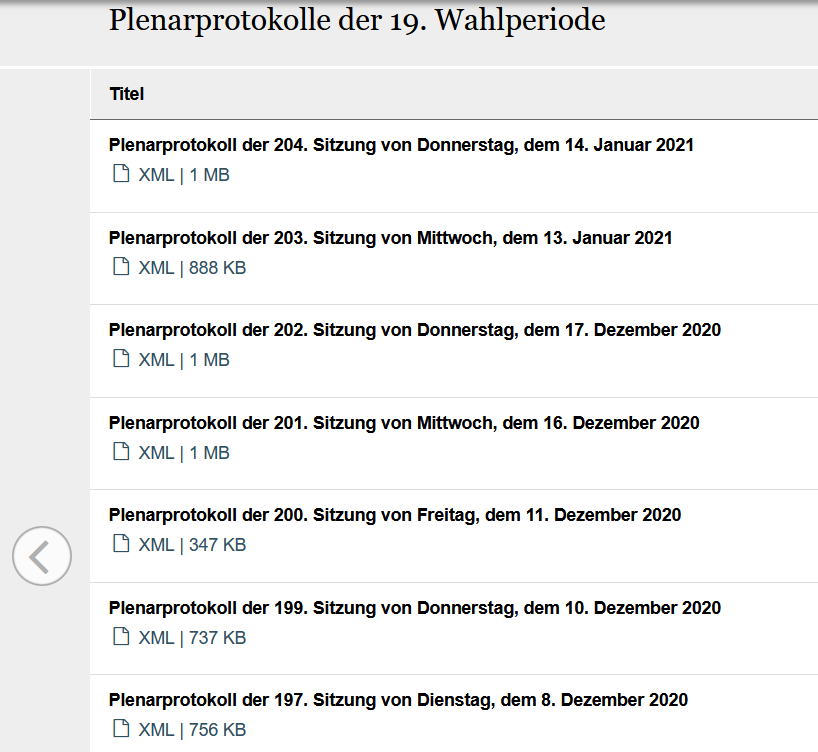 Plenarprotokolle der 19. Wahlperiode
Titel
Plenarprotokoll der 204. Sitzung von Donnerstag, dem 14. Januar 2021
XML | 1 MB
Plenarprotokoll der 203. Sitzung von Mittwoch, dem 13. Januar 2021
XML | 888 KB
Plenarprotokoll der 202. Sitzung von Donnerstag, dem 17. Dezember 2020
XML | 1 MB
Plenarprotokoll der 201. Sitzung von Mittwoch, dem 16. Dezember 2020
XML | 1 MB
Plenarprotokoll der 200. Sitzung von Freitag, dem 11. Dezember 2020
XML | 347 KB
Plenarprotokoll der 199. Sitzung von Donnerstag, dem 10. Dezember 2020
XML | 737 KB
Plenarprotokoll der 197. Sitzung von Dienstag, dem 8. Dezember 2020
XML | 756 KB